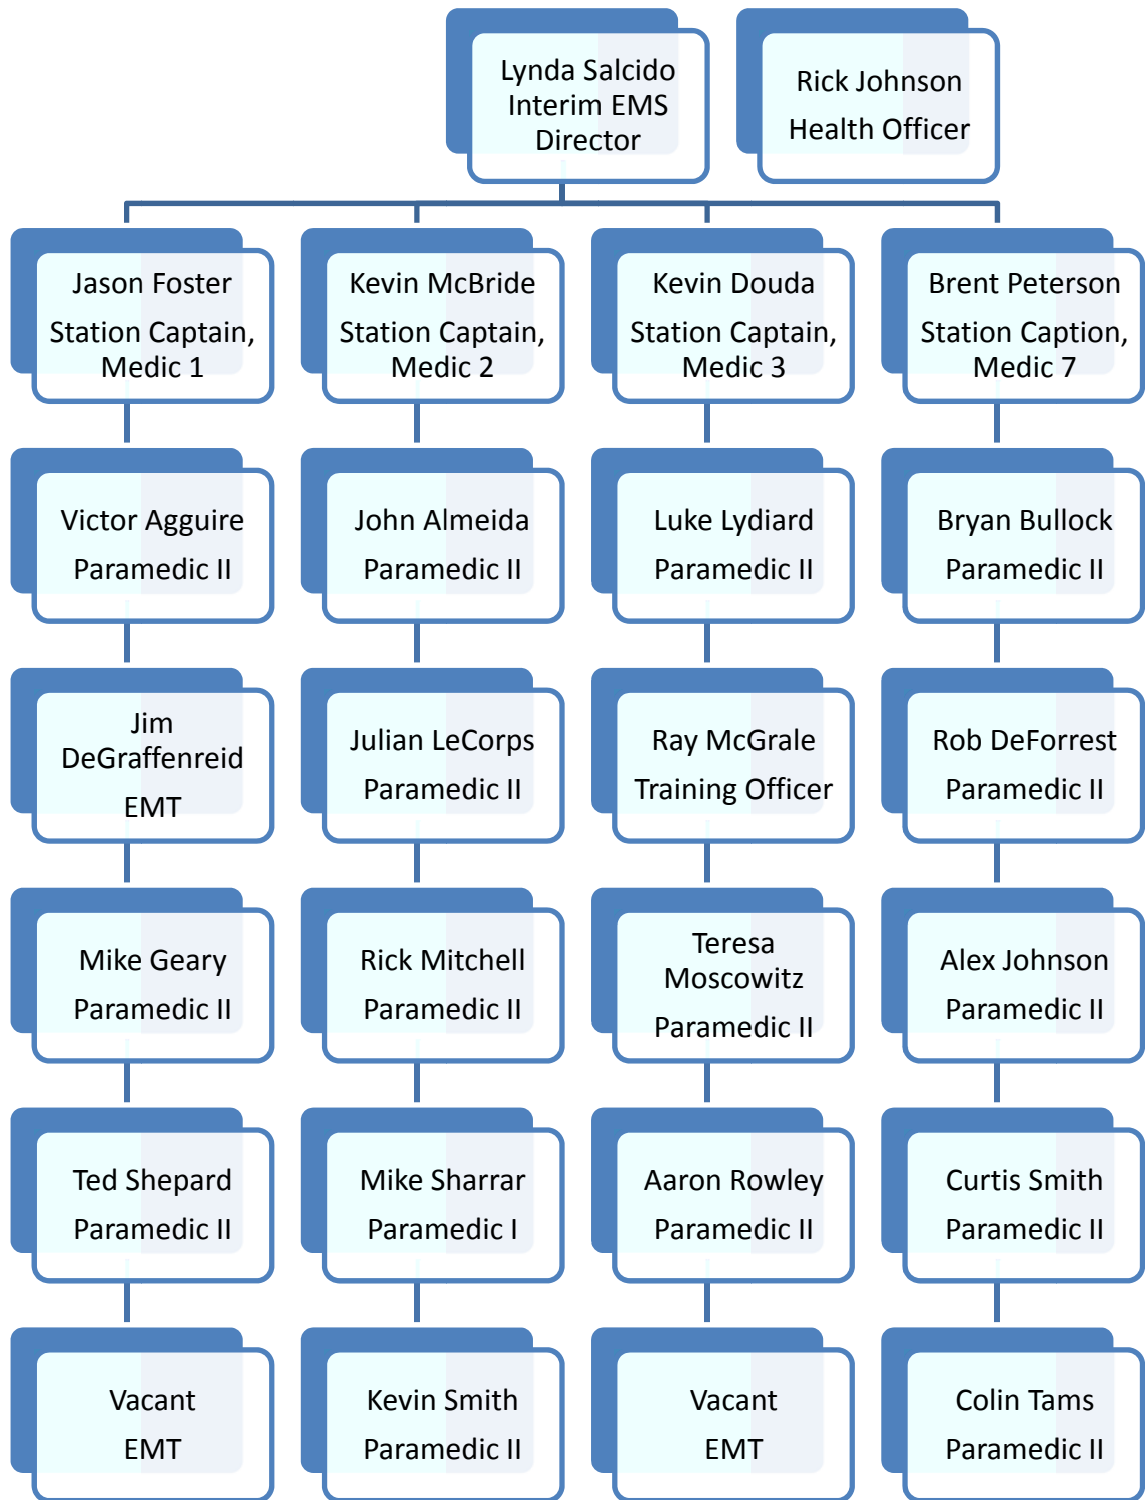 Lynda Salcido
Interim EMS
Director
Rick Johnson
Health Officer
Jason Foster
Station Captain,
Medic 1
Kevin McBride
Station Captain,
Medic 2
Kevin Douda
Station Captain,
Medic 3
Brent Peterson
Station Caption,
Medic 7
Victor Agguire
Paramedic II
John Almeida
Paramedic II
Luke Lydiard
Paramedic II
Bryan Bullock
Paramedic II
Jim
DeGraffenreid
EMT
Julian LeCorps
Paramedic II
Ray McGrale
Training Officer
Rob DeForrest
Paramedic II
Mike Geary
Paramedic II
Rick Mitchell
Paramedic II
Teresa
Moscowitz
Paramedic II
Alex Johnson
Paramedic II
Ted Shepard
Paramedic II
Mike Sharrar
Paramedic I
Aaron Rowley
Paramedic II
Curtis Smith
Paramedic II
Vacant
EMT
Kevin Smith
Paramedic II
Vacant
EMT
Colin Tams
Paramedic II